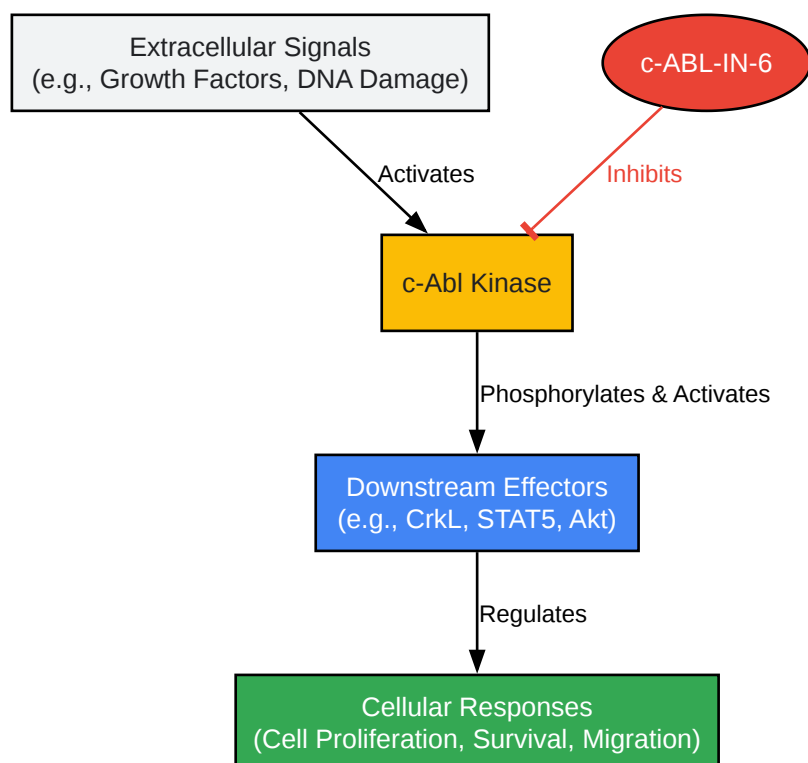 Extracellular Signals
(e.g., Growth Factors, DNA Damage)
c-ABL-IN-6
Activates
Inhibits
c-Abl Kinase
Phosphorylates & Activates
Downstream Effectors
(e.g., CrkL, STAT5, Akt)
Regulates
Cellular Responses
(Cell Proliferation, Survival, Migration)